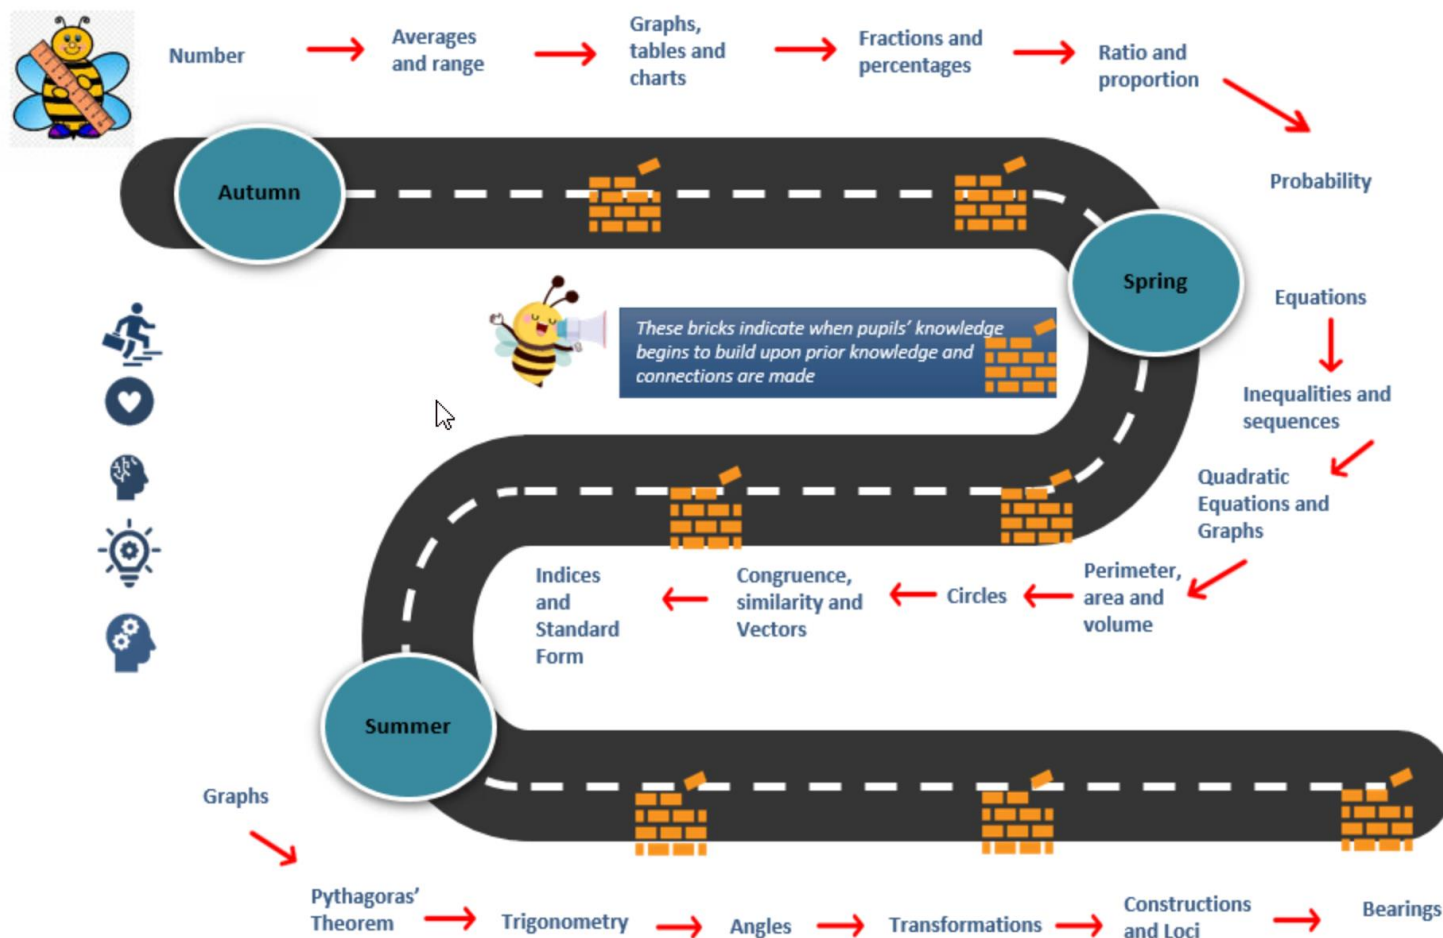 Number
Averages
and range
Graphs,
tables and
charts
Fractions and
percentages
Ratio and
proportion
Probability
Autumn
Spring
These bricks indicate when pupils’ knowledge
begins to build upon prior knowledge and
connections are made
Equations
Inequalities and
sequences
Quadratic
Equations and
Graphs
Perimeter,
area and
volume
Circles
Congruence,
similarity and
Vectors
Indices
and
Standard
Form
Summer
Graphs
Pythagoras’
Theorem
Trigonometry
Angles
Transformations
Constructions
and Loci
Bearings